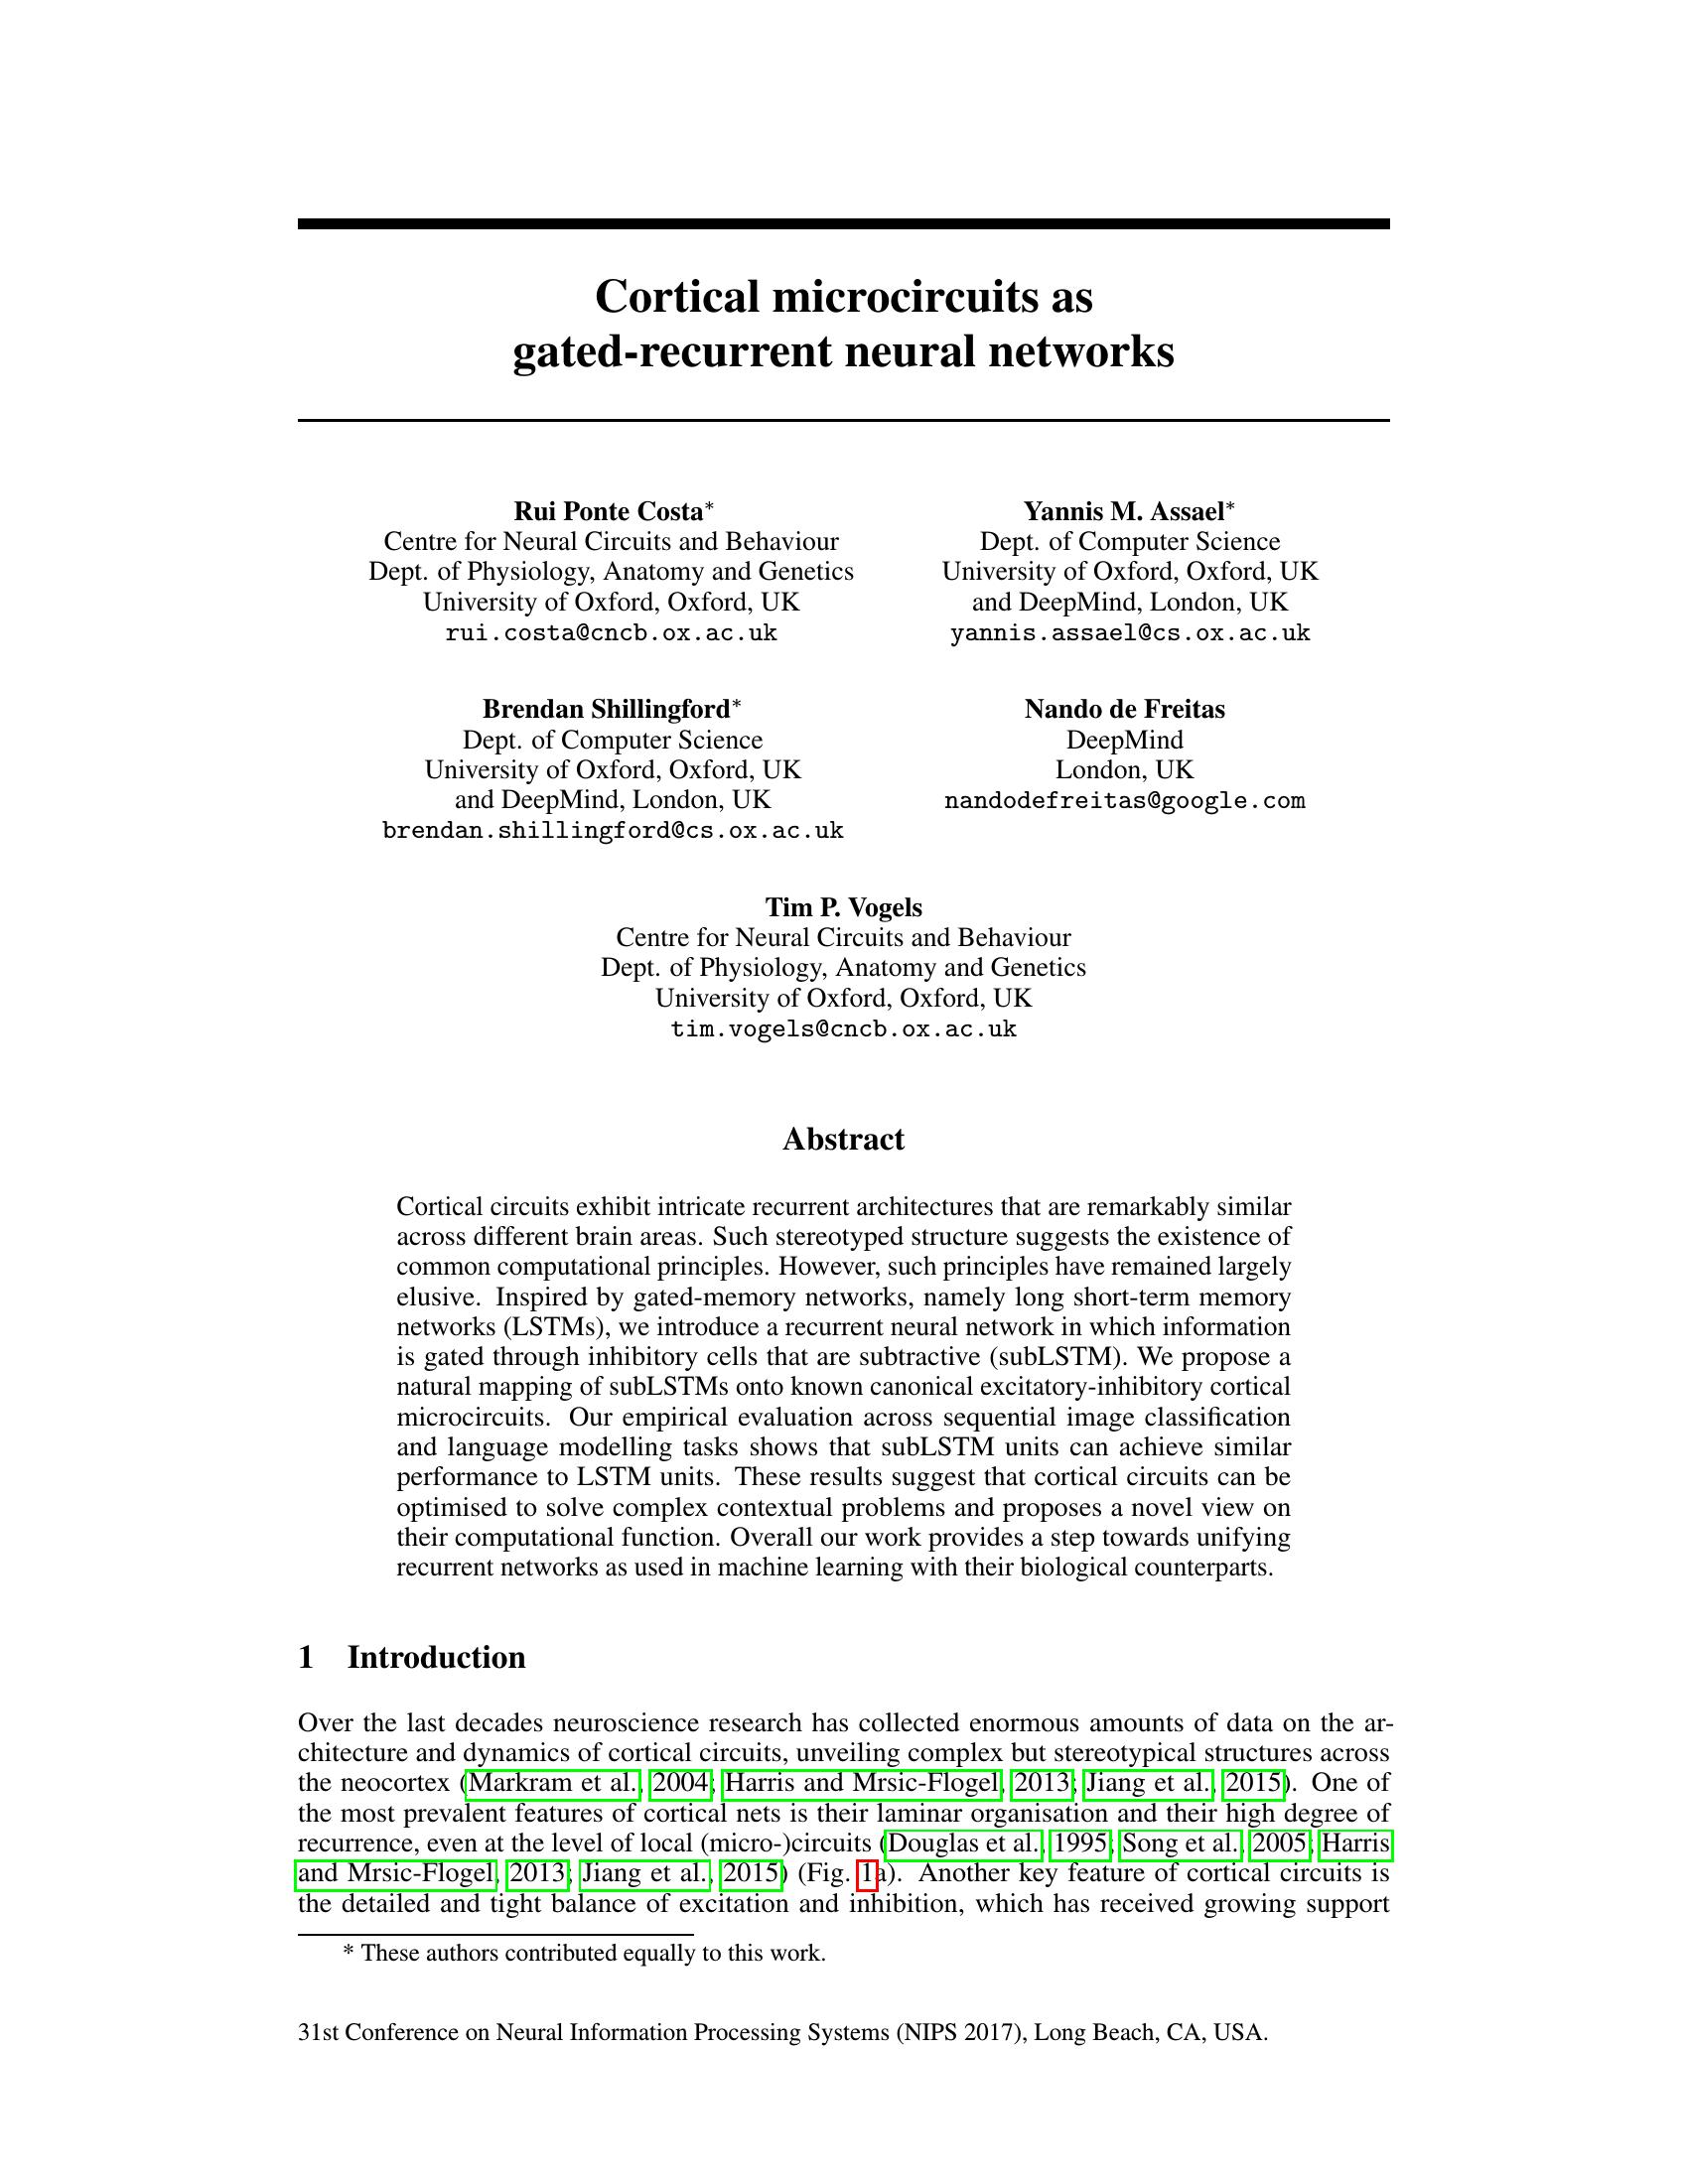 Cortical microcircuits as
gated-recurrent neural networks
Rui Ponte Costa*
Centre for Neural Circuits and Behaviour
Dept. of Physiology, Anatomy and Genetics
University of Oxford, Oxford, UK
rui.costa@cncb.ox.ac.uk
Yannis M. Assael*
Dept. of Computer Science
University of Oxford, Oxford, UK
and DeepMind, London, UK
yannis.assael@cs.ox.ac.uk
Brendan Shillingford*
Dept. of Computer Science
University of Oxford, Oxford, UK
and DeepMind, London, UK
brendan.shillingford@cs.ox.ac.uk
Nando de Freitas
DeepMind
London, UK
nandodefreitas@google.com
Tim P. Vogels
Centre for Neural Circuits and Behaviour
Dept. of Physiology, Anatomy and Genetics
University of Oxford, Oxford, UK
tim.vogels@cncb.ox.ac.uk
Abstract
Cortical circuits exhibit intricate recurrent architectures that are remarkably similar
across different brain areas. Such stereotyped structure suggests the existence of
common computational principles. However, such principles have remained largely
elusive. Inspired by gated-memory networks, namely long short-term memory
networks (LSTMs), we introduce a recurrent neural network in which information
is gated through inhibitory cells that are subtractive (subLSTM). We propose a
natural mapping of subLSTMs onto known canonical excitatory-inhibitory cortical
microcircuits. Our empirical evaluation across sequential image classification
and language modelling tasks shows that subLSTM units can achieve similar
performance to LSTM units. These results suggest that cortical circuits can be
optimised to solve complex contextual problems and proposes a novel view on
their computational function. Overall our work provides a step towards unifying
recurrent networks as used in machine learning with their biological counterparts.
1 Introduction
Over the last decades neuroscience research has collected enormous amounts of data on the ar-
chitecture and dynamics of cortical circuits, unveiling complex but stereotypical structures across
the neocortex (Markram et al., 2004; Harris and Mrsic-Flogel, 2013; Jiang et al., 2015). One of
the most prevalent features of cortical nets is their laminar organisation and their high degree of
recurrence, even at the level of local (micro-)circuits (Douglas et al., 1995; Song et al., 2005; Harris
and Mrsic-Flogel, 2013; Jiang et al., 2015) (Fig. 1a). Another key feature of cortical circuits is
the detailed and tight balance of excitation and inhibition, which has received growing support
* These authors contributed equally to this work.
31st Conference on Neural Information Processing Systems (NIPS 2017), Long Beach, CA, USA.